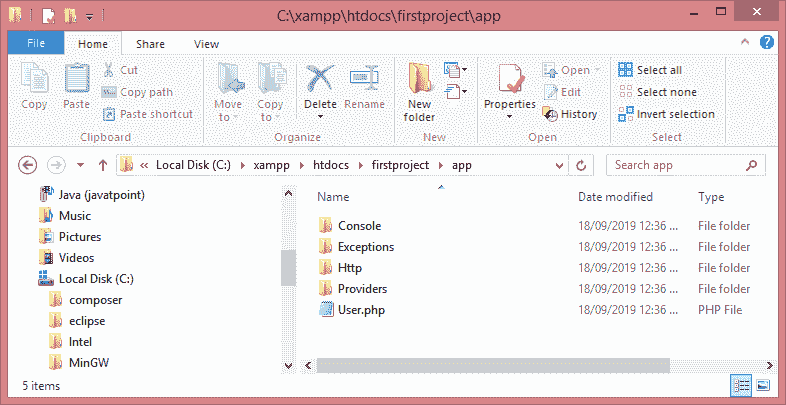 C:\xampp\htdocs\firstproject\app
File Home Share View
Copy Paste Cut Copy path Paste shortcut
Move to Copy to Delete Rename
New folder
Properties Open Edit History
Select all Select none Invert selection
Clipboard Organize New Open Select
« Local Disk (C:) xampp htdocs firstproject app Search app
Java (javatpoint)
Music
Pictures
Videos
Local Disk (C:)
composer
eclipse
Intel
MinGW
Name Date modified Type
Console 18/09/2019 12:36 ... File folder
Exceptions 18/09/2019 12:36 ... File folder
Http 18/09/2019 12:36 ... File folder
Providers 18/09/2019 12:36 ... File folder
User.php 18/09/2019 12:36 ... PHP File
5 items